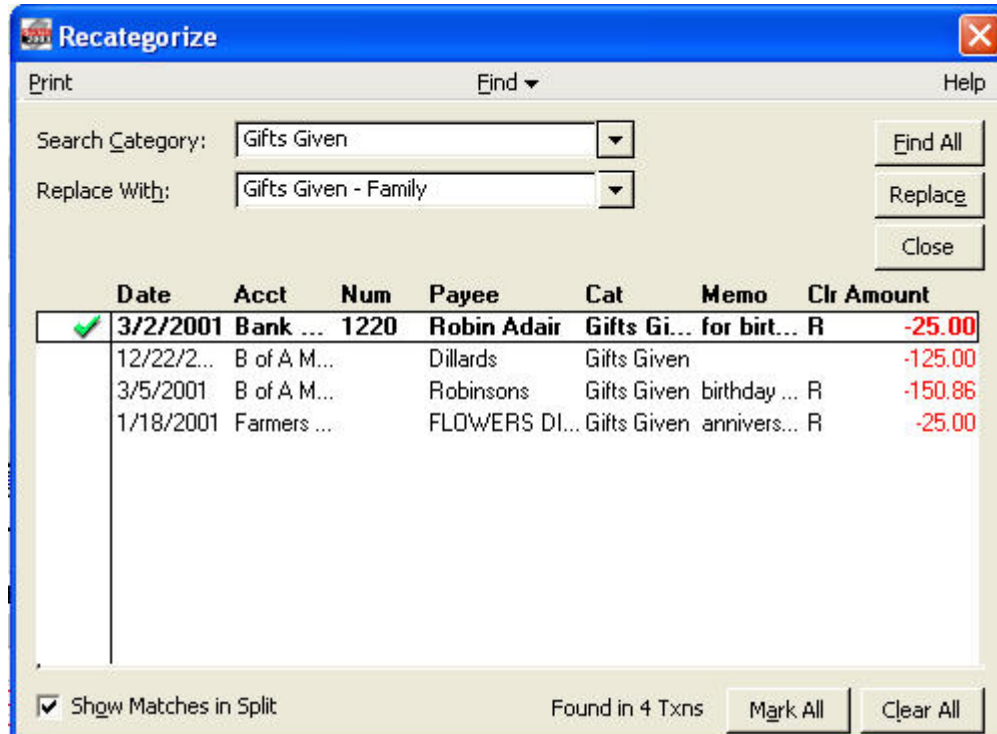 Recategorize
Print Find Help
Search Category: Gifts Given Find All
Replace With: Gifts Given - Family Replace
Close
Date Acct Num Payee Cat Memo Clr Amount
3/2/2001 Bank ... 1220 Robin Adair Gifts Gi... for birt... R -25.00
12/22/2... B of A M... Dillards Gifts Given -125.00
3/5/2001 B of A M... Robinsons Gifts Given birthday ... R -150.86
1/18/2001 Farmers ... FLOWERS DI... Gifts Given annivers... R -25.00
Show Matches in Split Found in 4 Txns Mark All Clear All